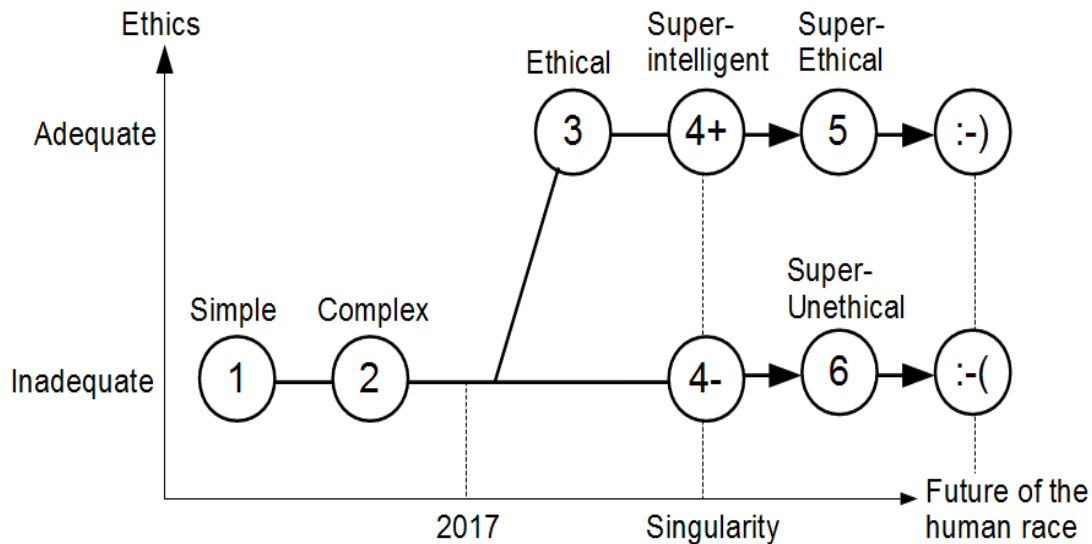 Ethics
Super-
intelligent
Super-
Ethical
Ethical
Adequate
3
4+
5
:-)
Simple
Complex
Super-
Unethical
Inadequate
1
2
4-
6
:-(
2017
Singularity
Future of the
human race